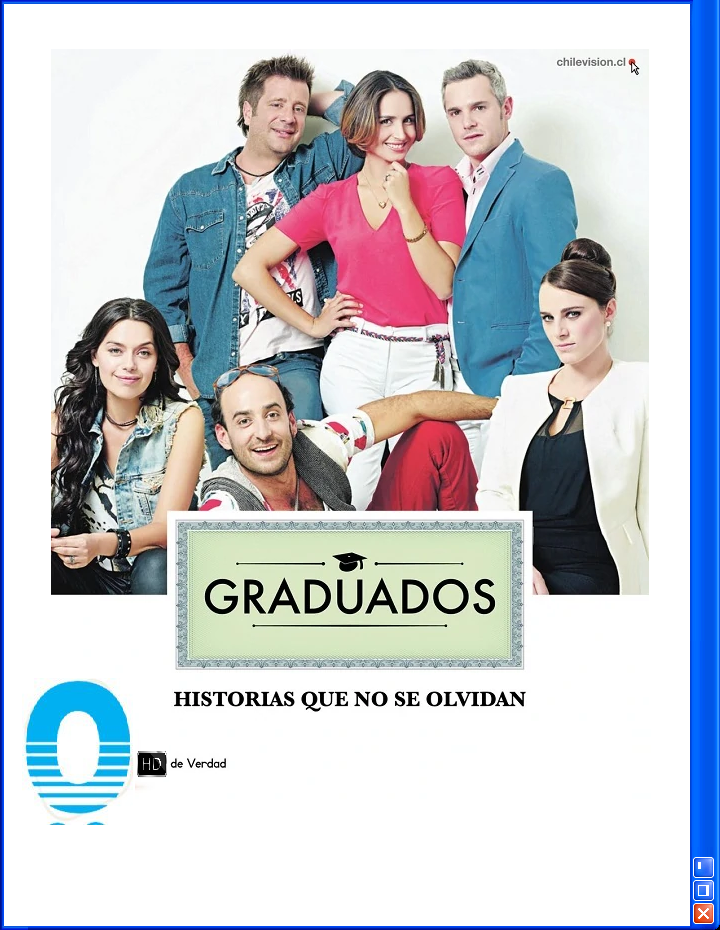 chilevision.cl
GRADUADOS
HISTORIAS QUE NO SE OLVIDAN
HD de Verdad